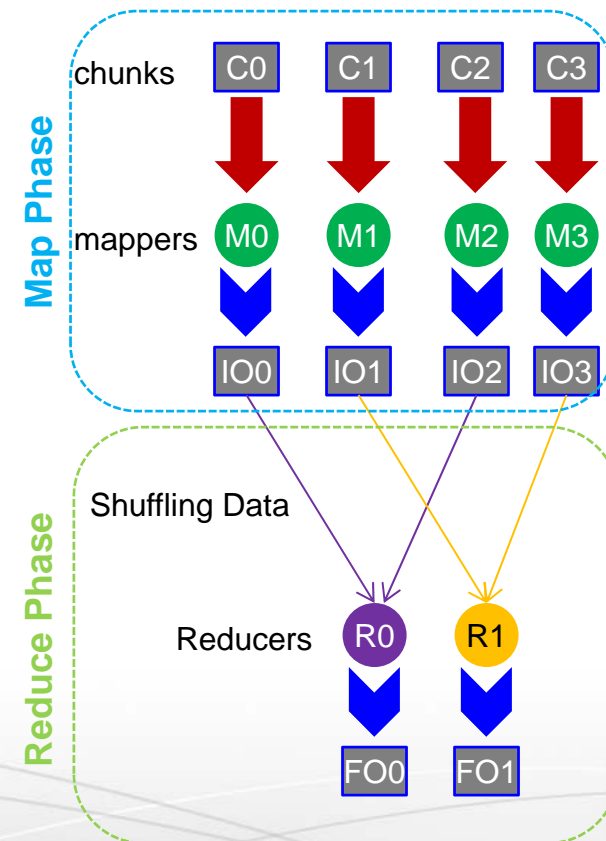 Map Phase
chunks
C0 C1 C2 C3
mappers
M0 M1 M2 M3
IO0 IO1 IO2 IO3
Reduce Phase
Shuffling Data
Reducers
R0 R1
FO0 FO1